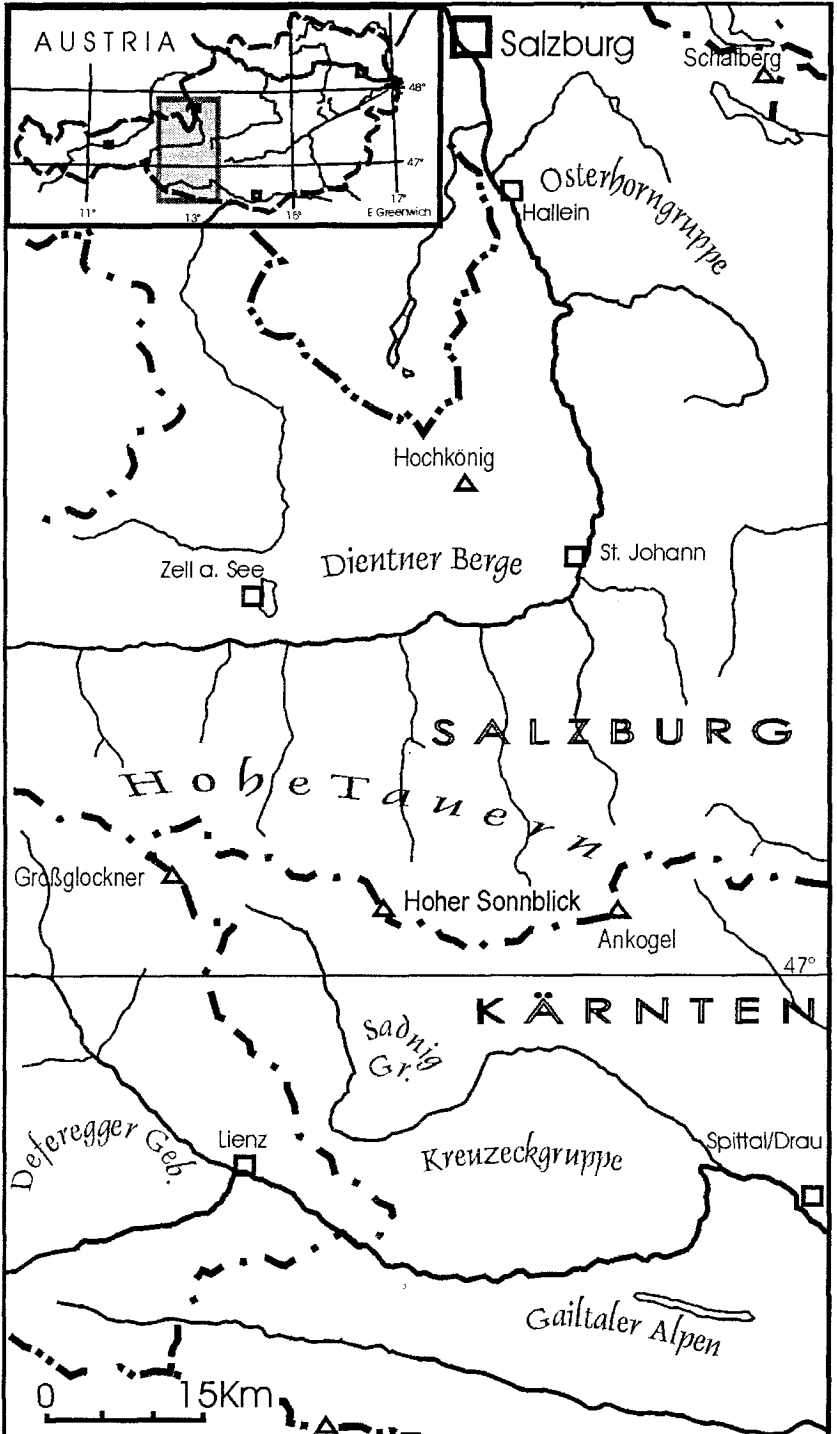 AUSTRIA
48°
47°
11°
13°
15°
17°
E Greenwich
Salzburg
Schafberg
Osterhorngruppe
Hallein
Hochkönig
Dientner Berge
St. Johann
Zell a. See
SALZBURG
Hohe Tauern
Großglockner
Hoher Sonnblick
Ankogel
47°
KÄRNTEN
Sadnig
Gr.
Deferegger Geb.
Lienz
Kreuzeckgruppe
Spittal/Drau
Gailtaler Alpen
0 15Km